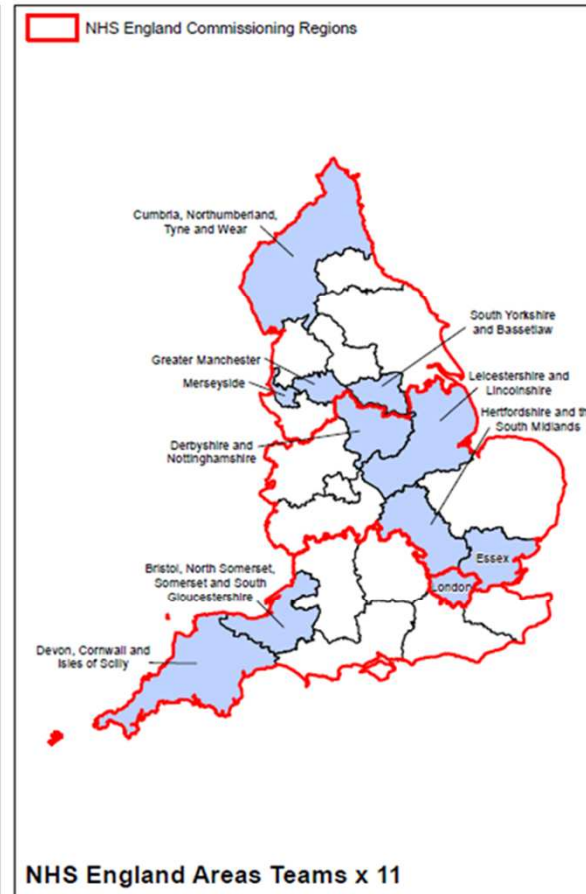 NHS England Commissioning Regions
Cumbria, Northumberland,
Tyne and Wear
South Yorkshire
and Bassetlaw
Greater Manchester
Merseyside
Leicestershire and
Lincolnshire
Hertfordshire and th
South Midlands
Derbyshire and
Nottinghamshire
Essex
London
Bristol, North Somerset,
Somerset and South
Gloucestershire
Devon, Cornwall and
Isles of Scilly
NHS England Areas Teams x 11